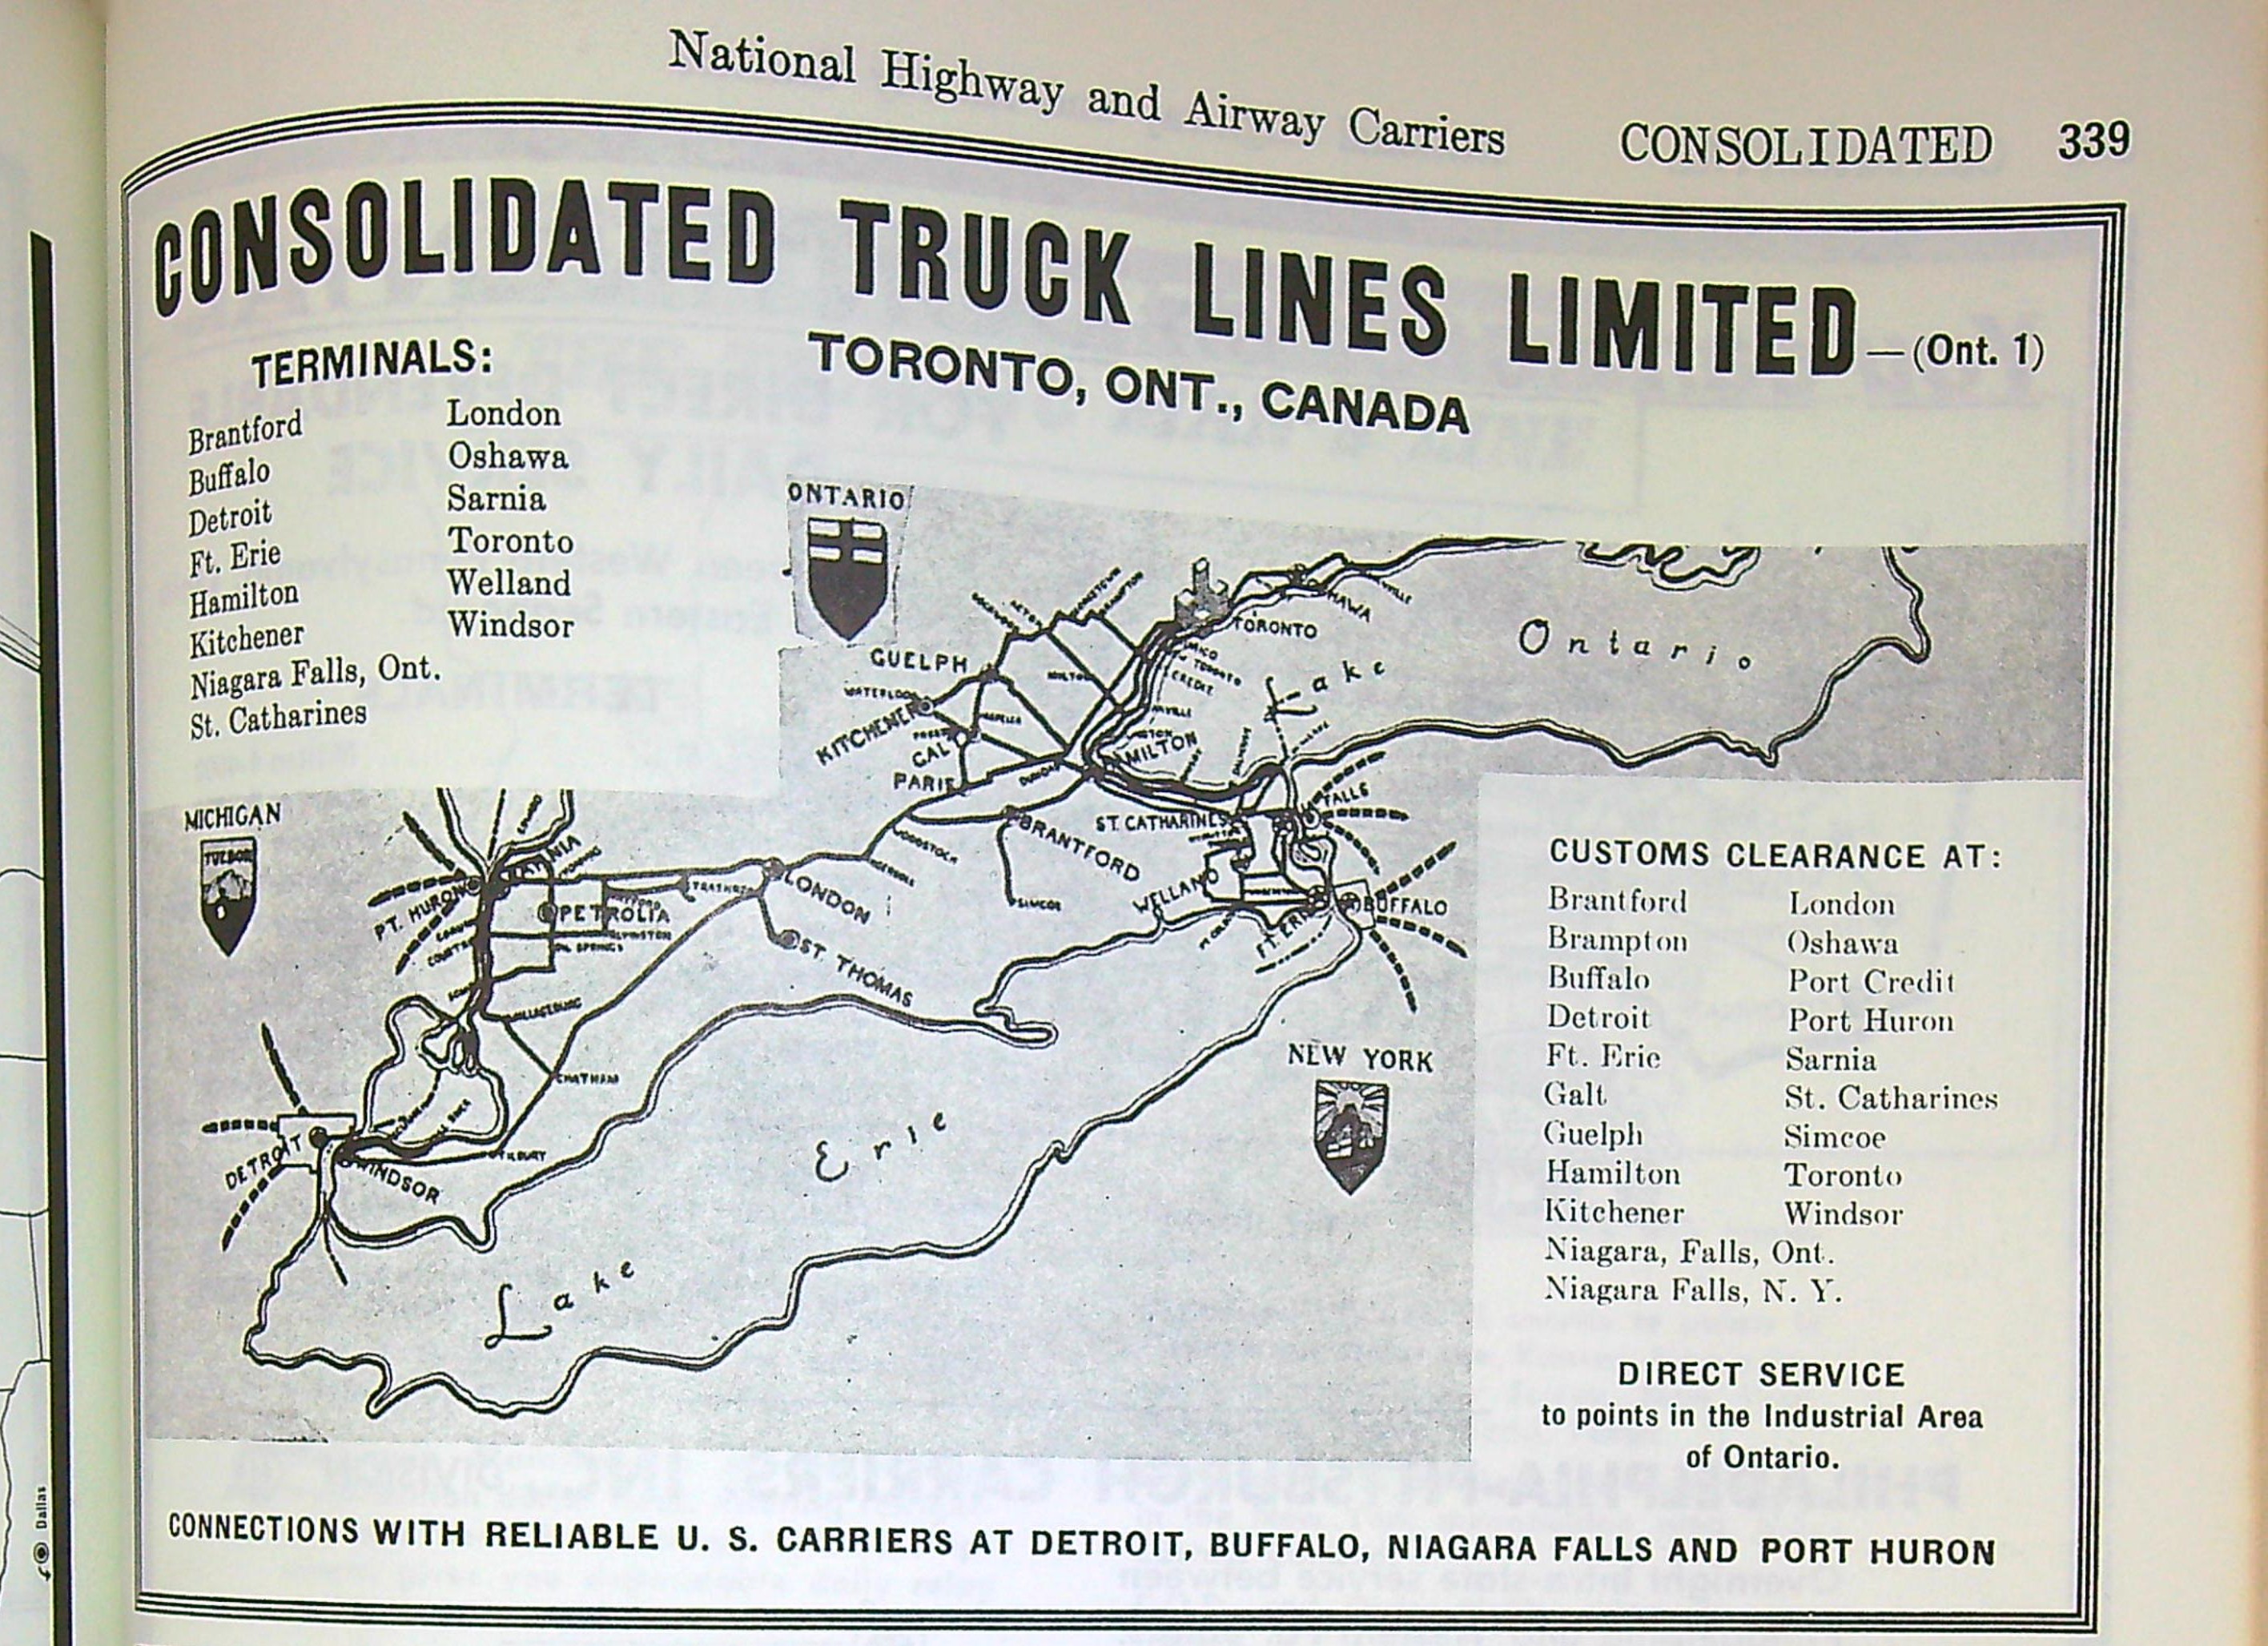 National Highway and Airway Carriers CONSOLIDATED 339
CONSOLIDATED TRUCK LINES LIMITED—(Ont. 1)
TORONTO, ONT., CANADA
TERMINALS:
Brantford
Buffalo
Detroit
Ft. Erie
Hamilton
Kitchener
Niagara Falls, Ont.
St. Catharines
London
Oshawa
Sarnia
Toronto
Welland
Windsor
ONTARIO
TORONTO
GUELPH
WATERLOO
KITCHENER
PARIS
Lake Ontario
ST. CATHARINES
FALLS
BRANTFORD
WOODSTOCK
SIMCOE
WELLAND
BUFFALO
FT. ERIE
MICHIGAN
TUEBOR
PT. HURON
PETROLIA
OIL SPRINGS
LONDON
ST THOMAS
CHATHAM
DETROIT
WINDSOR
TILBURY
Lake Erie
NEW YORK
CUSTOMS CLEARANCE AT:
Brantford
Brampton
Buffalo
Detroit
Ft. Erie
Galt
Guelph
Hamilton
Kitchener
Niagara, Falls, Ont.
Niagara Falls, N. Y.
London
Oshawa
Port Credit
Port Huron
Sarnia
St. Catharines
Simcoe
Toronto
Windsor
DIRECT SERVICE
to points in the Industrial Area
of Ontario.
CONNECTIONS WITH RELIABLE U. S. CARRIERS AT DETROIT, BUFFALO, NIAGARA FALLS AND PORT HURON
Dallas